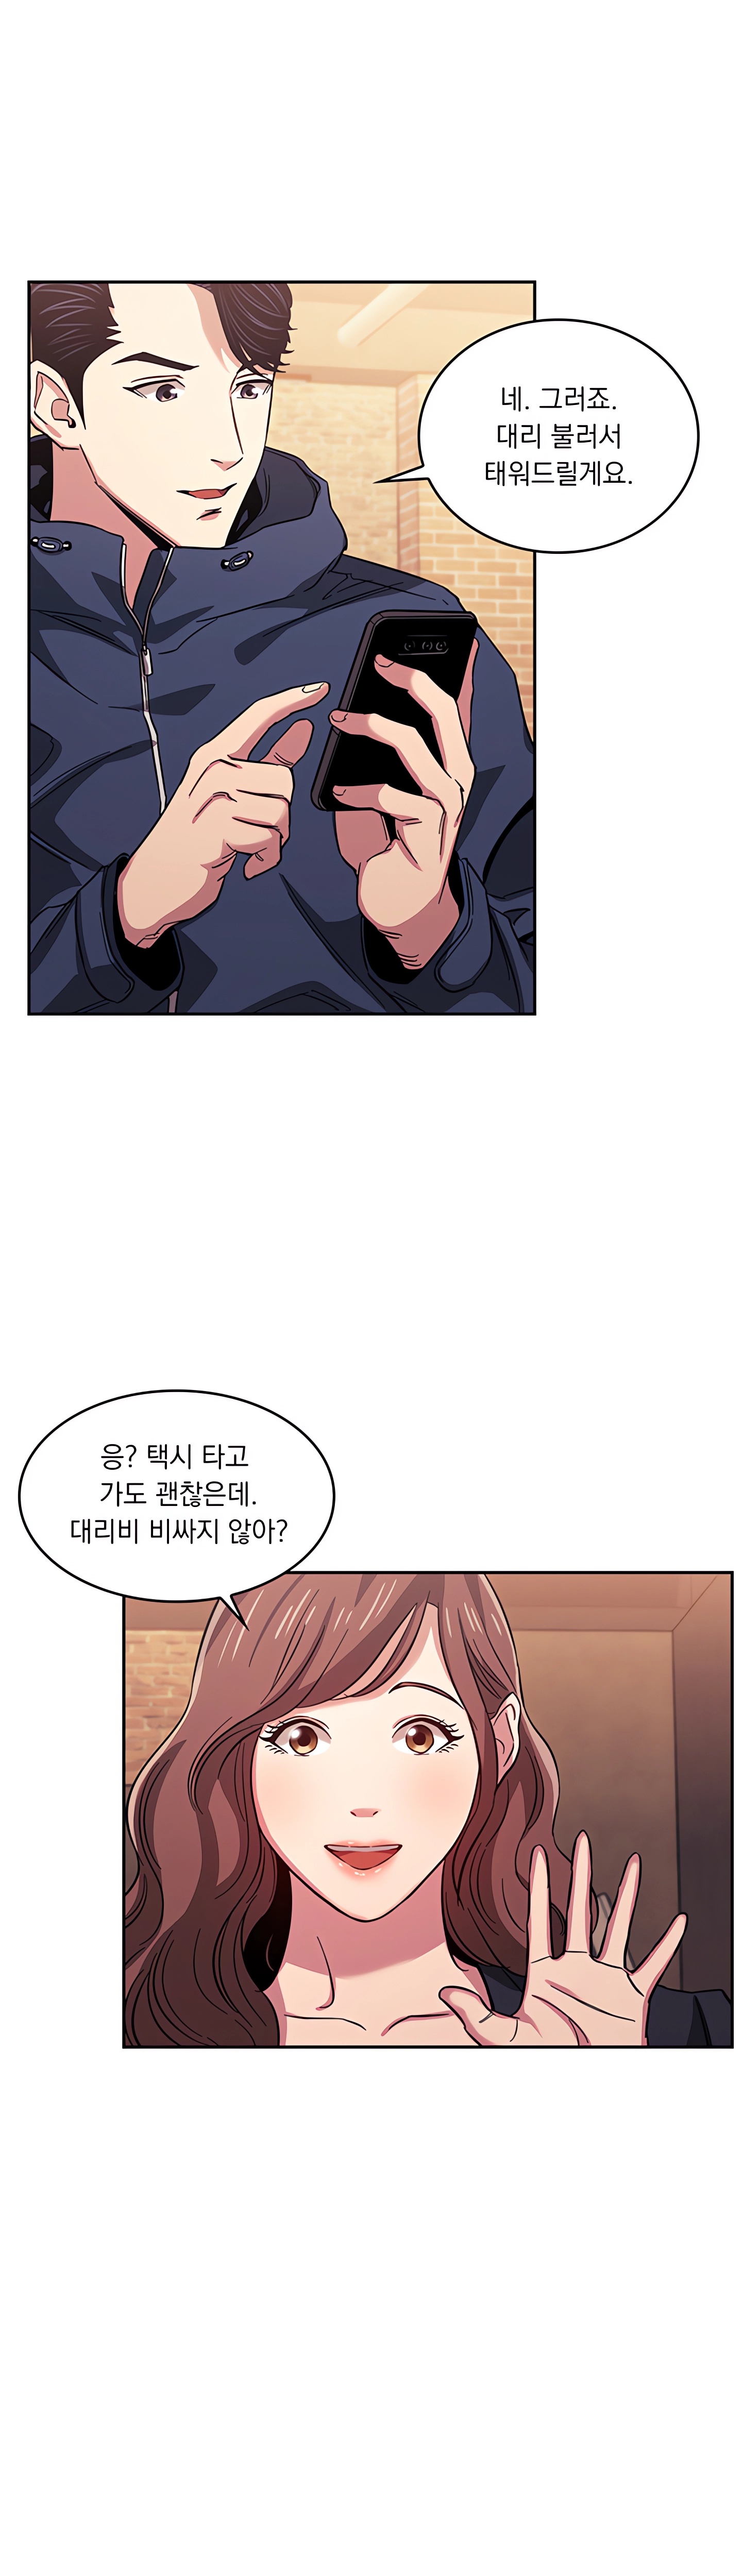 네. 그러죠.
대리 불러서
태워드릴게요.
응? 택시 타고
가도 괜찮은데.
대리비 비싸지 않아?